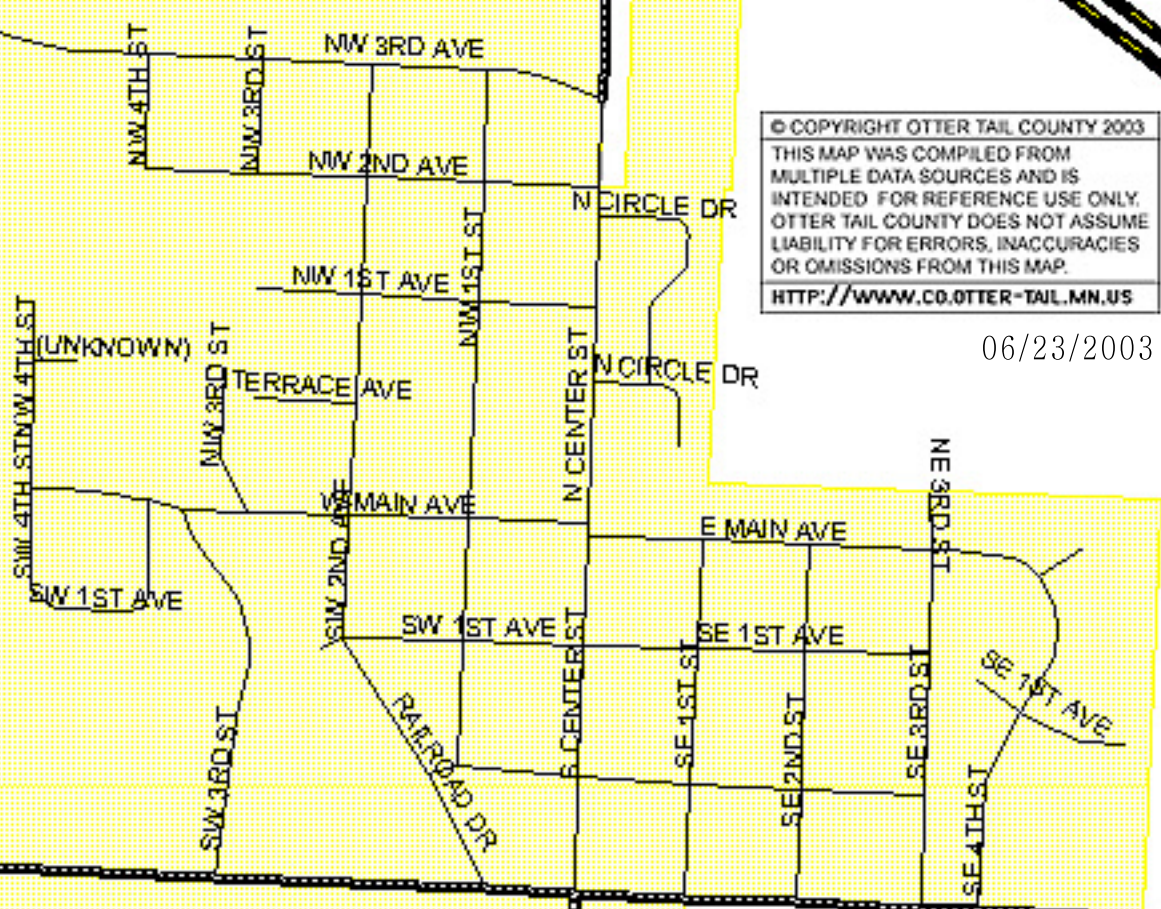 NW 4TH ST
NW 3RD ST
NW 3RD AVE
NW 2ND AVE
N CIRCLE DR
NW 1ST ST
NW 1ST AVE
© COPYRIGHT OTTER TAIL COUNTY 2003
THIS MAP WAS COMPILED FROM
MULTIPLE DATA SOURCES AND IS
INTENDED FOR REFERENCE USE ONLY.
OTTER TAIL COUNTY DOES NOT ASSUME
LIABILITY FOR ERRORS, INACCURACIES
OR OMISSIONS FROM THIS MAP.
HTTP://WWW.CO.OTTER-TAIL.MN.US
06/23/2003
NW 4TH ST
(UNKNOWN)
NW 3RD ST
TERRACE AVE
N CENTER ST
N CIRCLE DR
SW 4TH ST
W MAIN AVE
E MAIN AVE
NE 3RD ST
SW 2ND AVE
SW 1ST AVE
SW 1ST AVE
SE 1ST AVE
S CENTER ST
SE 1ST ST
SE 1ST AVE
SW 3RD ST
RAILROAD DR
SE 2ND ST
SE 3RD ST
SE 4TH ST